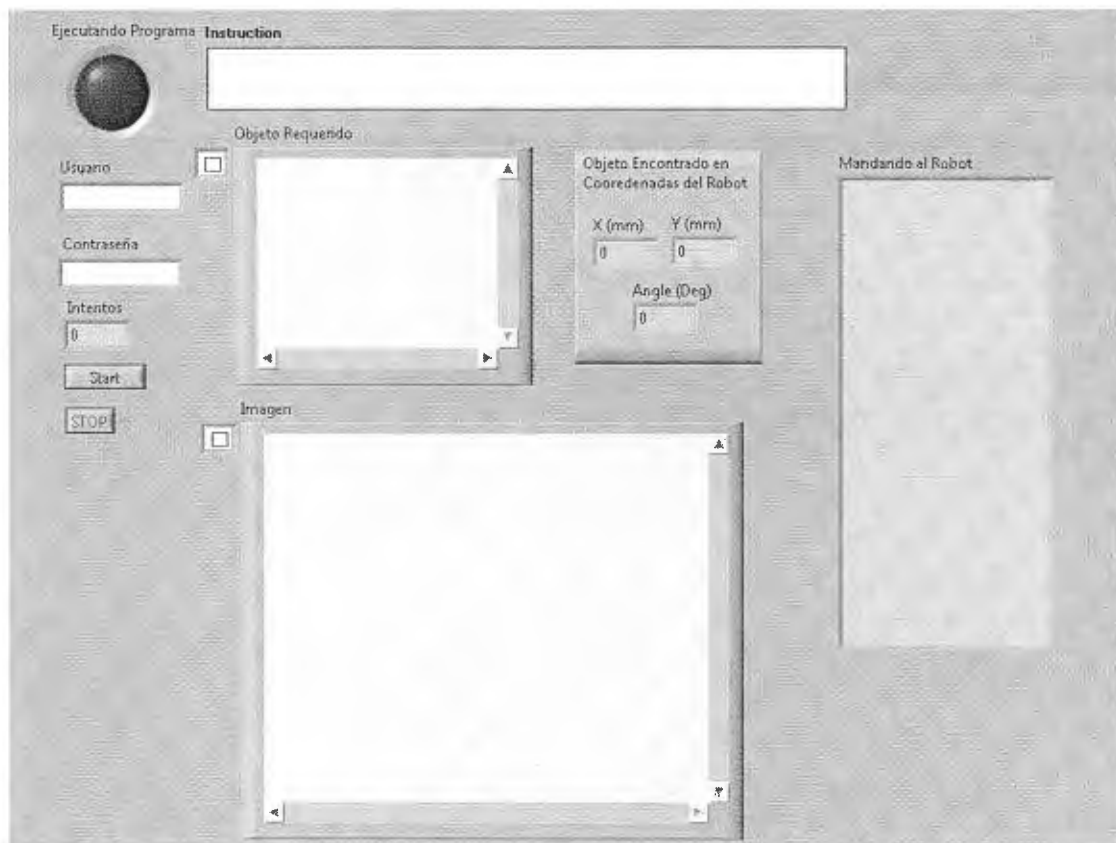 Ejecutando Programa
Instruction
Objeto Requerido
Usuario
Contraseña
Intentos
0
Start
STOP
Objeto Encontrado en
Cooredenadas del Robot
X (mm)
Y (mm)
0
0
Angle (Deg)
0
Mandando al Robot
Imagen